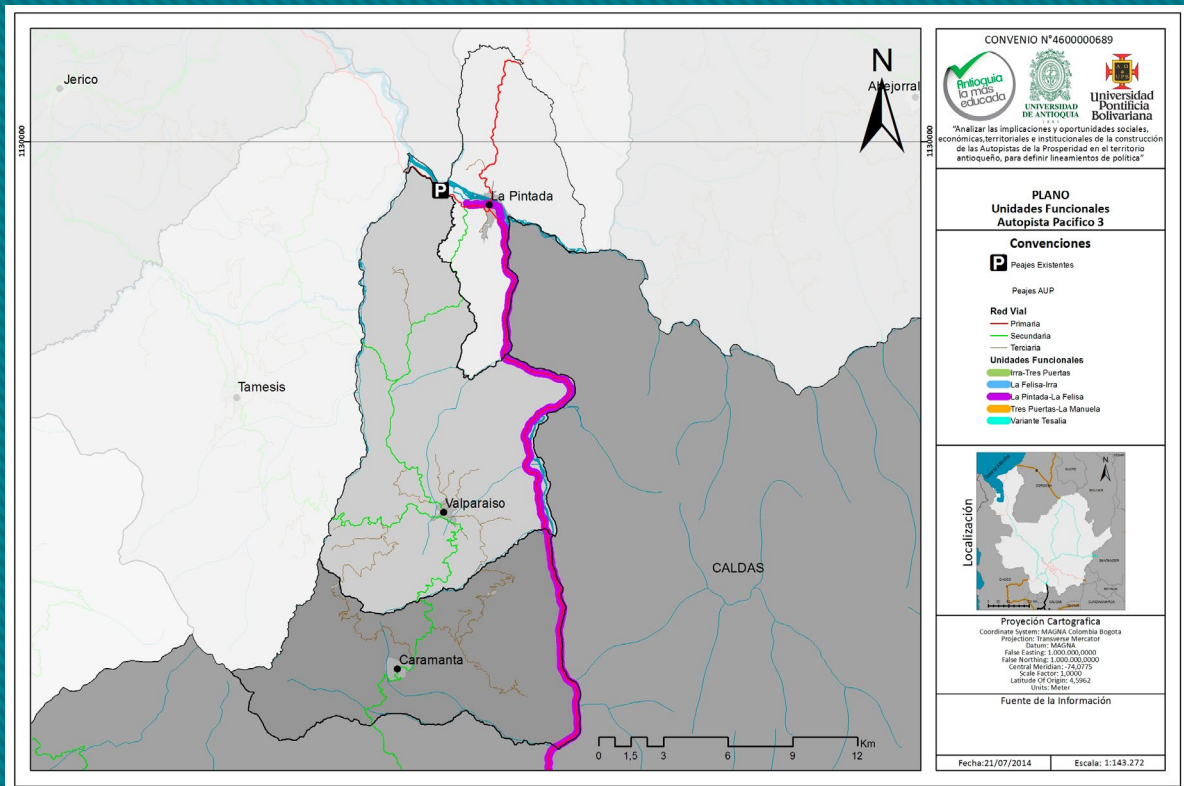 Jerico
N
Abejorral
1130000
1130000
P
La Pintada
Tamesis
Valparaiso
CALDAS
Caramanta
0 1,5 3 6 9 12 Km
CONVENIO N°4600000689
Antioquia
la más
educada
UNIVERSIDAD
DE ANTIOQUIA
1803
Universidad
Pontificia
Bolivariana
"Analizar las implicaciones y oportunidades sociales,
económicas,territoriales e institucionales de la construcción
de las Autopistas de la Prosperidad en el territorio
antioqueño, para definir lineamientos de política"
PLANO
Unidades Funcionales
Autopista Pacifico 3
Convenciones
P Peajes Existentes
Peajes AUP
Red Vial
Primaria
Secundaria
Terciaria
Unidades Funcionales
Irra-Tres Puertas
La Felisa-Irra
La Pintada-La Felisa
Tres Puertas-La Manuela
Variante Tesalia
Localización
N
Proyeción Cartografica
Coordinate System: MAGNA Colombia Bogota
Projection: Transverse Mercator
Datum: MAGNA
False Easting: 1.000.000,0000
False Northing: 1.000.000,0000
Central Meridian: -74,0775
Scale Factor: 1,0000
Latitude Of Origin: 4,5962
Units: Meter
Fuente de la Información
Fecha:21/07/2014
Escala: 1:143.272